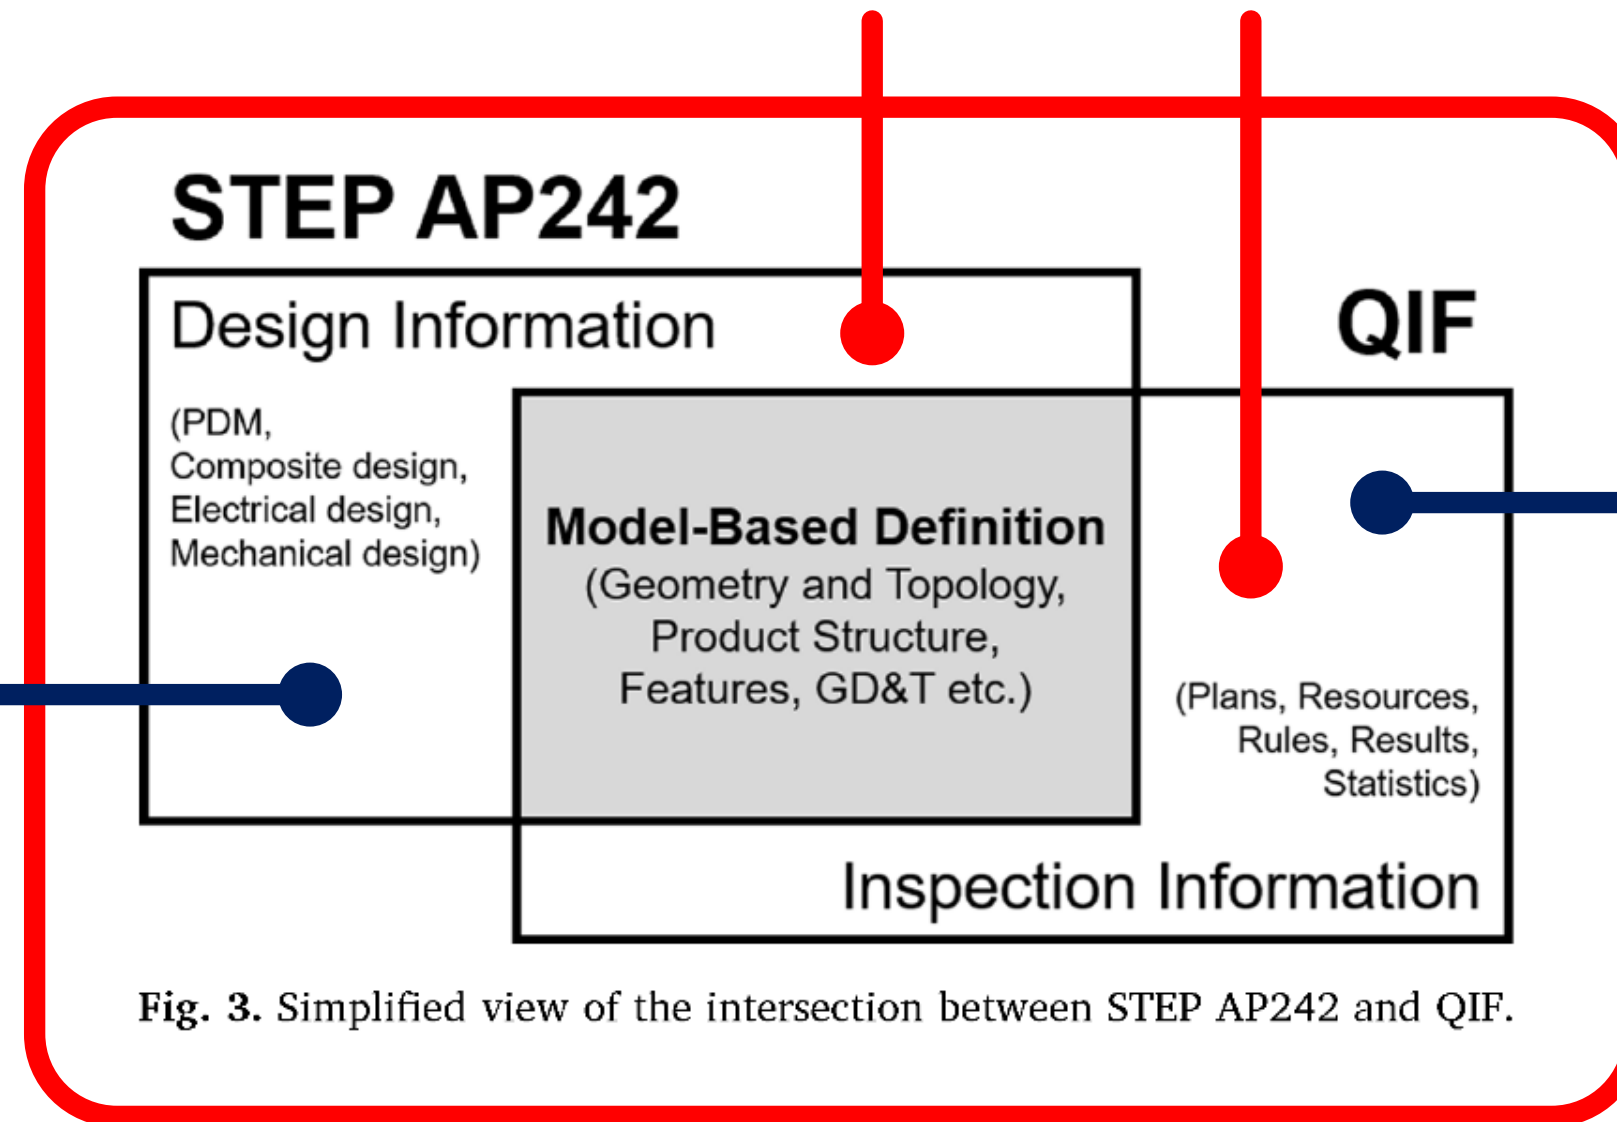 STEP AP242
QIF
Design Information
(PDM,
Composite design,
Electrical design,
Mechanical design)
Model-Based Definition
(Geometry and Topology,
Product Structure,
Features, GD&T etc.)
(Plans, Resources,
Rules, Results,
Statistics)
Inspection Information
Fig. 3. Simplified view of the intersection between STEP AP242 and QIF.